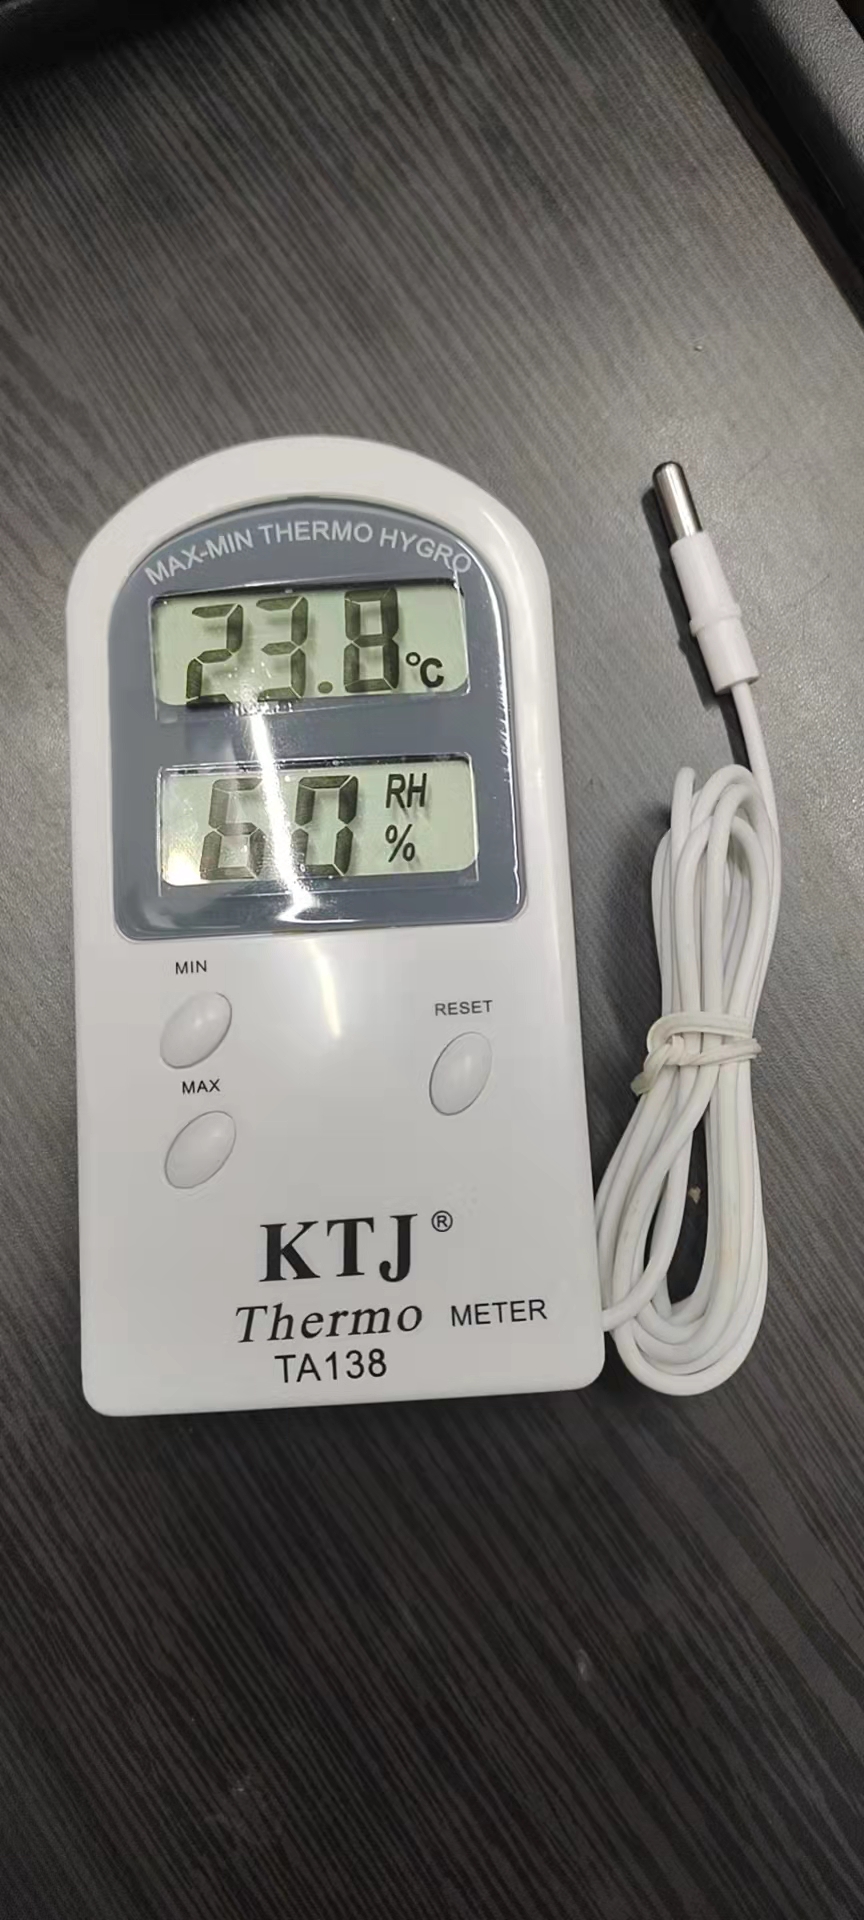 MAX-MIN THERMO HYGRO
23.8 °C
60 RH
%
MIN
RESET
MAX
KTJ®
Thermo METER
TA138